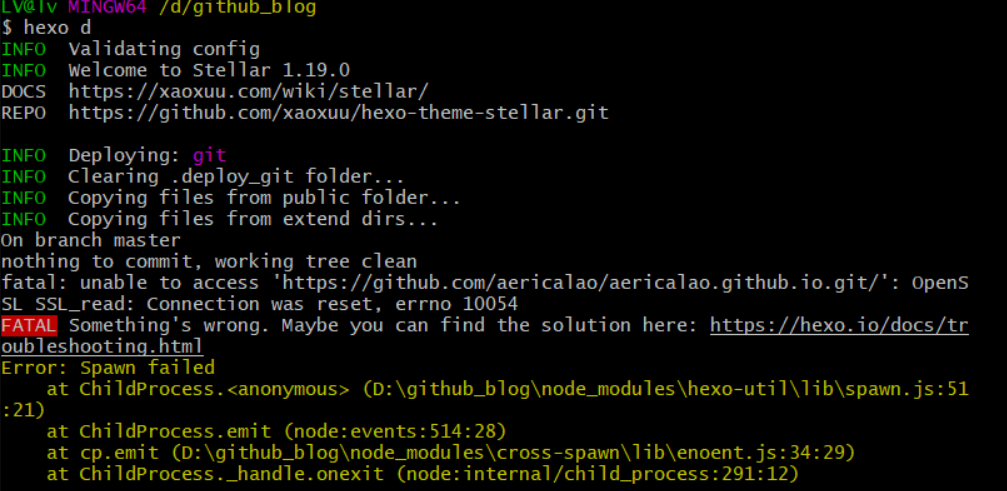 LV@lv MINGW64 /d/github_blog
$ hexo d
INFO  Validating config
INFO  Welcome to Stellar 1.19.0
DOCS  https://xaoxuu.com/wiki/stellar/
REPO  https://github.com/xaoxuu/hexo-theme-stellar.git
INFO  Deploying: git
INFO  Clearing .deploy_git folder...
INFO  Copying files from public folder...
INFO  Copying files from extend dirs...
On branch master
nothing to commit, working tree clean
fatal: unable to access 'https://github.com/aericalao/aericalao.github.io.git/': OpenS
SL SSL_read: Connection was reset, errno 10054
FATAL Something's wrong. Maybe you can find the solution here: https://hexo.io/docs/tr
oubleshooting.html
Error: Spawn failed
    at ChildProcess.<anonymous> (D:\github_blog\node_modules\hexo-util\lib\spawn.js:51
:21)
    at ChildProcess.emit (node:events:514:28)
    at cp.emit (D:\github_blog\node_modules\cross-spawn\lib\enoent.js:34:29)
    at ChildProcess._handle.onexit (node:internal/child_process:291:12)